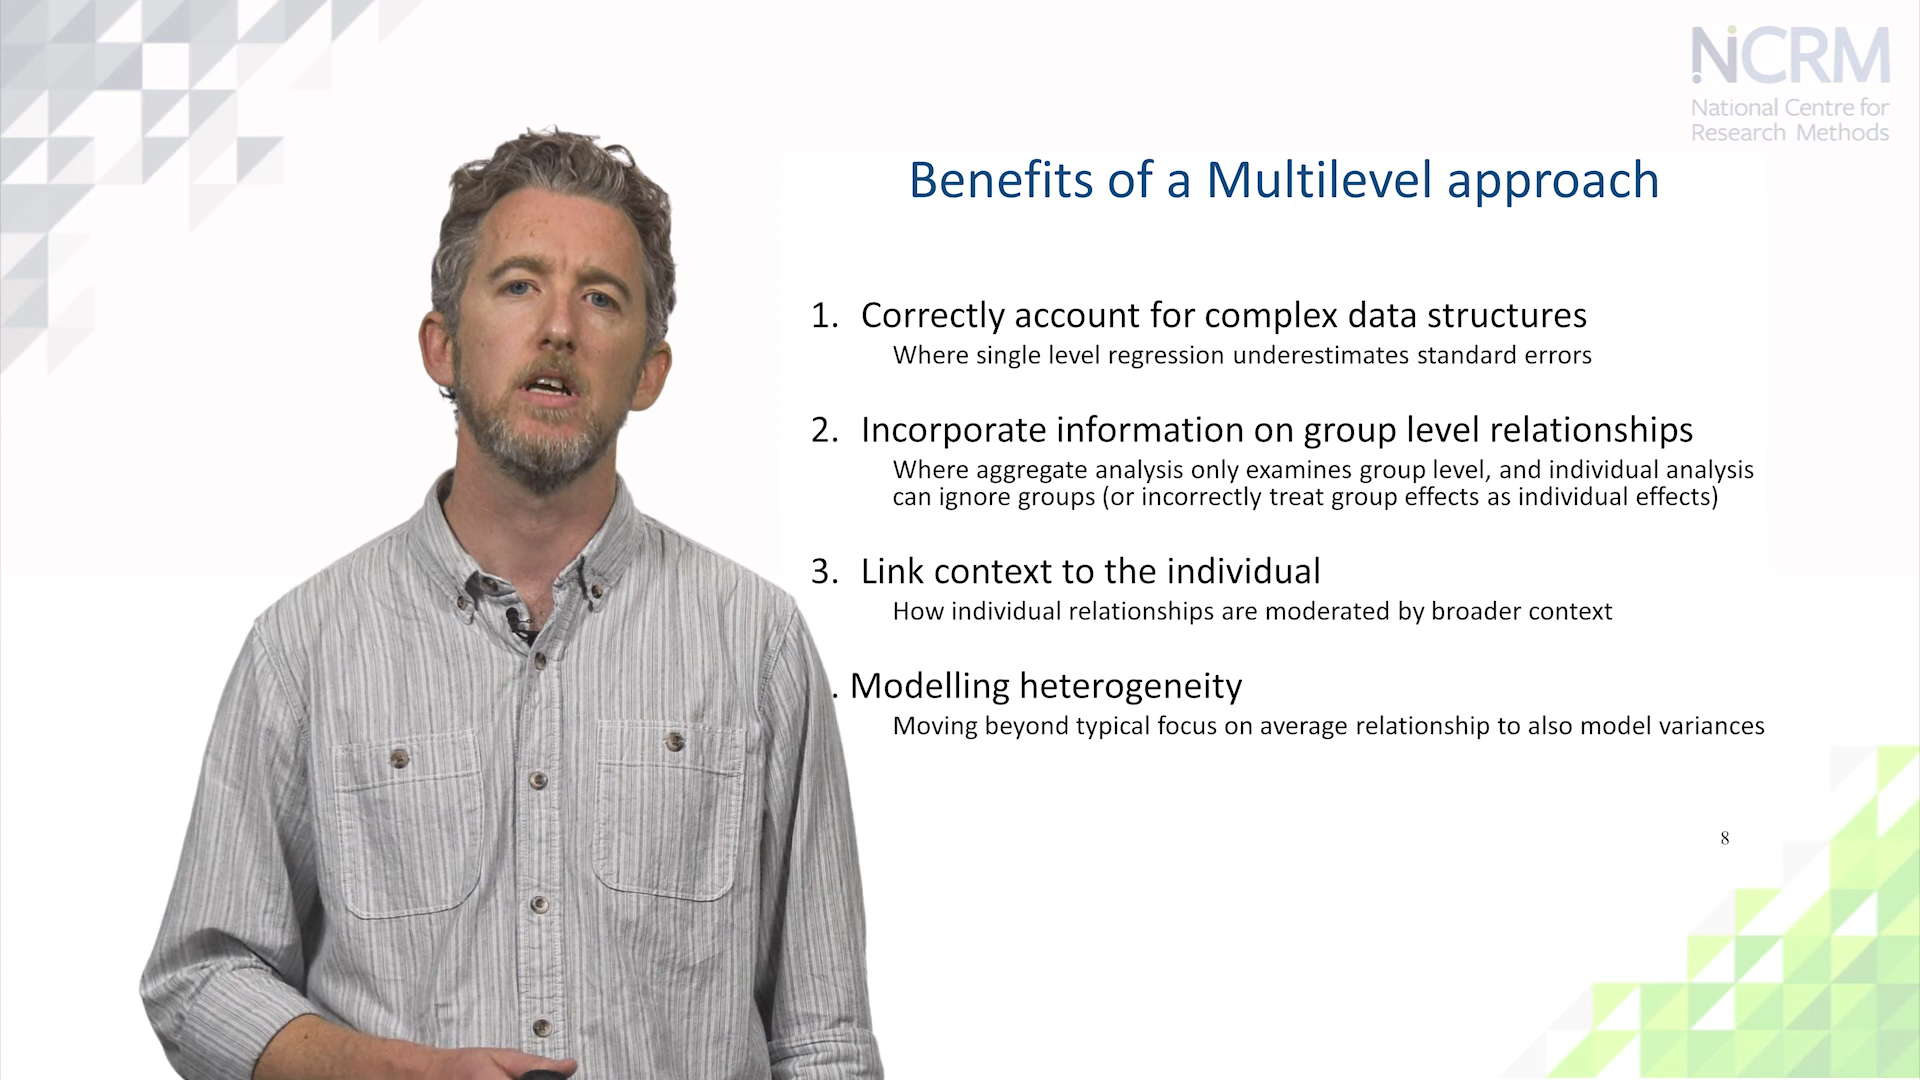 NCRM
National Centre for
Research Methods
Benefits of a Multilevel approach
1. Correctly account for complex data structures
Where single level regression underestimates standard errors
2. Incorporate information on group level relationships
Where aggregate analysis only examines group level, and individual analysis
can ignore groups (or incorrectly treat group effects as individual effects)
3. Link context to the individual
How individual relationships are moderated by broader context
. Modelling heterogeneity
Moving beyond typical focus on average relationship to also model variances
8